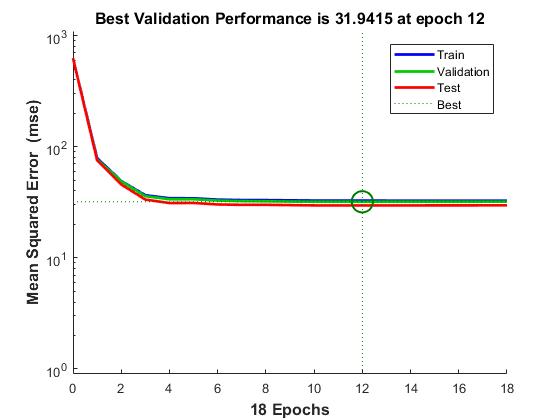 Best Validation Performance is 31.9415 at epoch 12
Mean Squared Error (mse)
10^3
10^2
10^1
10^0
Train
Validation
Test
Best
0 2 4 6 8 10 12 14 16 18
18 Epochs